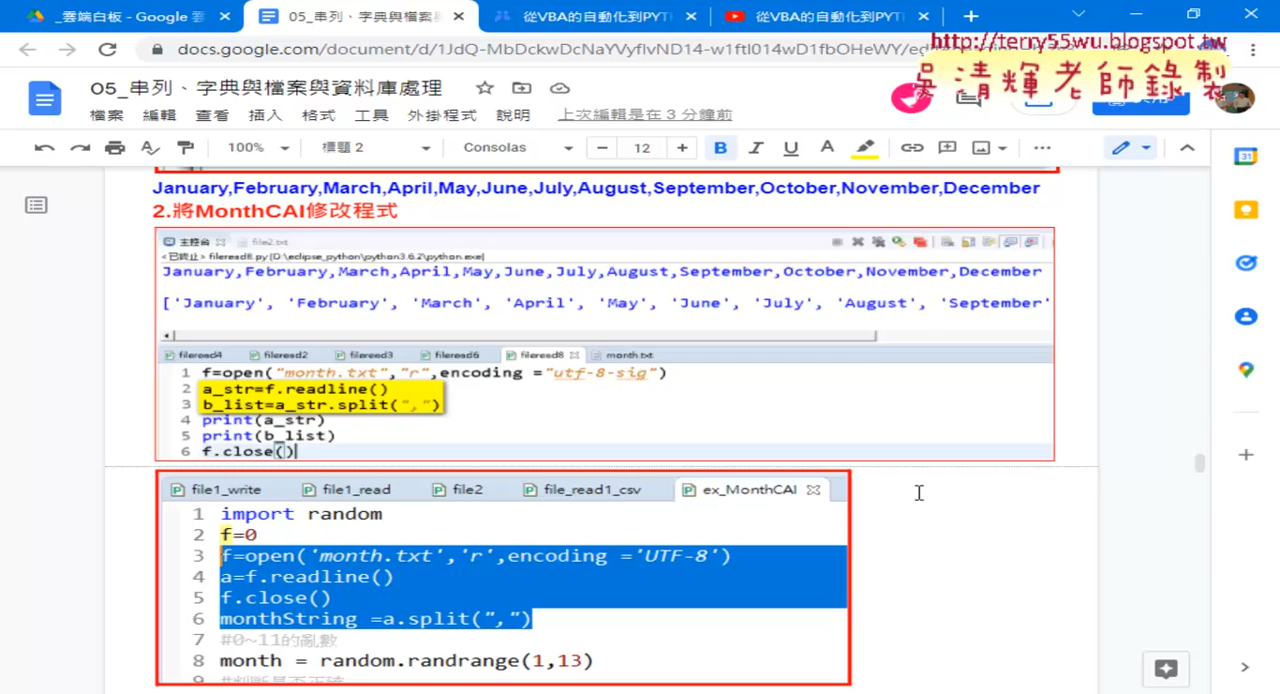 _雲端白板 - Google 雲
05_串列、字典與檔案
從VBA的自動化到PYT
從VBA的自動化到PYT
docs.google.com/document/d/1JdQ-MbDckwDcNaYVyflvND14-w1ftl014wD1fbOHeWY/ed
http://terry55wu.blogspot.tw
吳清輝老師錄製
05_串列、字典與檔案與資料庫處理
檔案 編輯 查看 插入 格式 工具 外掛程式 說明 上次編輯是在 3 分鐘前
100% 標題 2 Consolas 12 B I U A
January,February,March,April,May,June,July,August,September,October,November,December
2.將MonthCAI修改程式
主控台 file2.txt
<已終止> fileread8.py [D:\eclipse_python\python3.6.2\python.exe]
January,February,March,April,May,June,July,August,September,October,November,December
['January', 'February', 'March', 'April', 'May', 'June', 'July', 'August', 'September'
fileread4 fileread2 fileread3 fileread6 fileread8 month.txt
1 f=open("month.txt","r",encoding ="utf-8-sig")
2 a_str=f.readline()
3 b_list=a_str.split(",")
4 print(a_str)
5 print(b_list)
6 f.close()
file1_write file1_read file2 file_read1_csv ex_MonthCAI
1 import random
2 f=0
3 f=open('month.txt','r',encoding ='UTF-8')
4 a=f.readline()
5 f.close()
6 monthString =a.split(",")
7 #0~11的亂數
8 month = random.randrange(1,13)